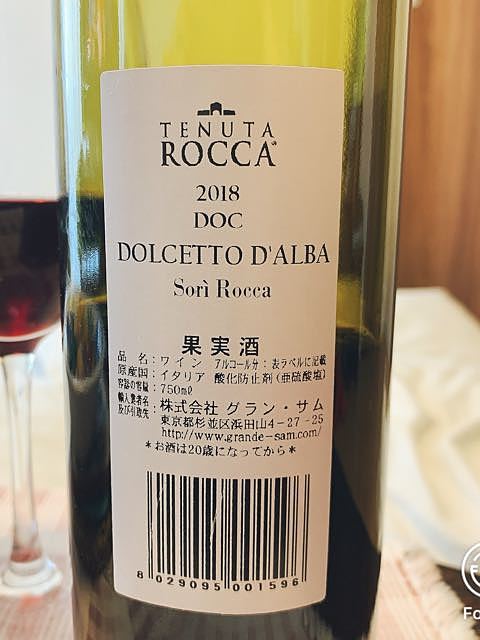 TENUTA
ROCCA
2018
DOC
DOLCETTO D'ALBA
Sorì Rocca
果実酒
品名:ワイン アルコール分:表ラベルに記載
原産国:イタリア 酸化防止剤(亜硫酸塩)
容器の容量:750mℓ
輸入業者名及び引取先:株式会社 グラン・サム
東京都杉並区浜田山4-27-25
http://www.grande-sam.com/
*お酒は20歳になってから*
8 029095 001596
Fo